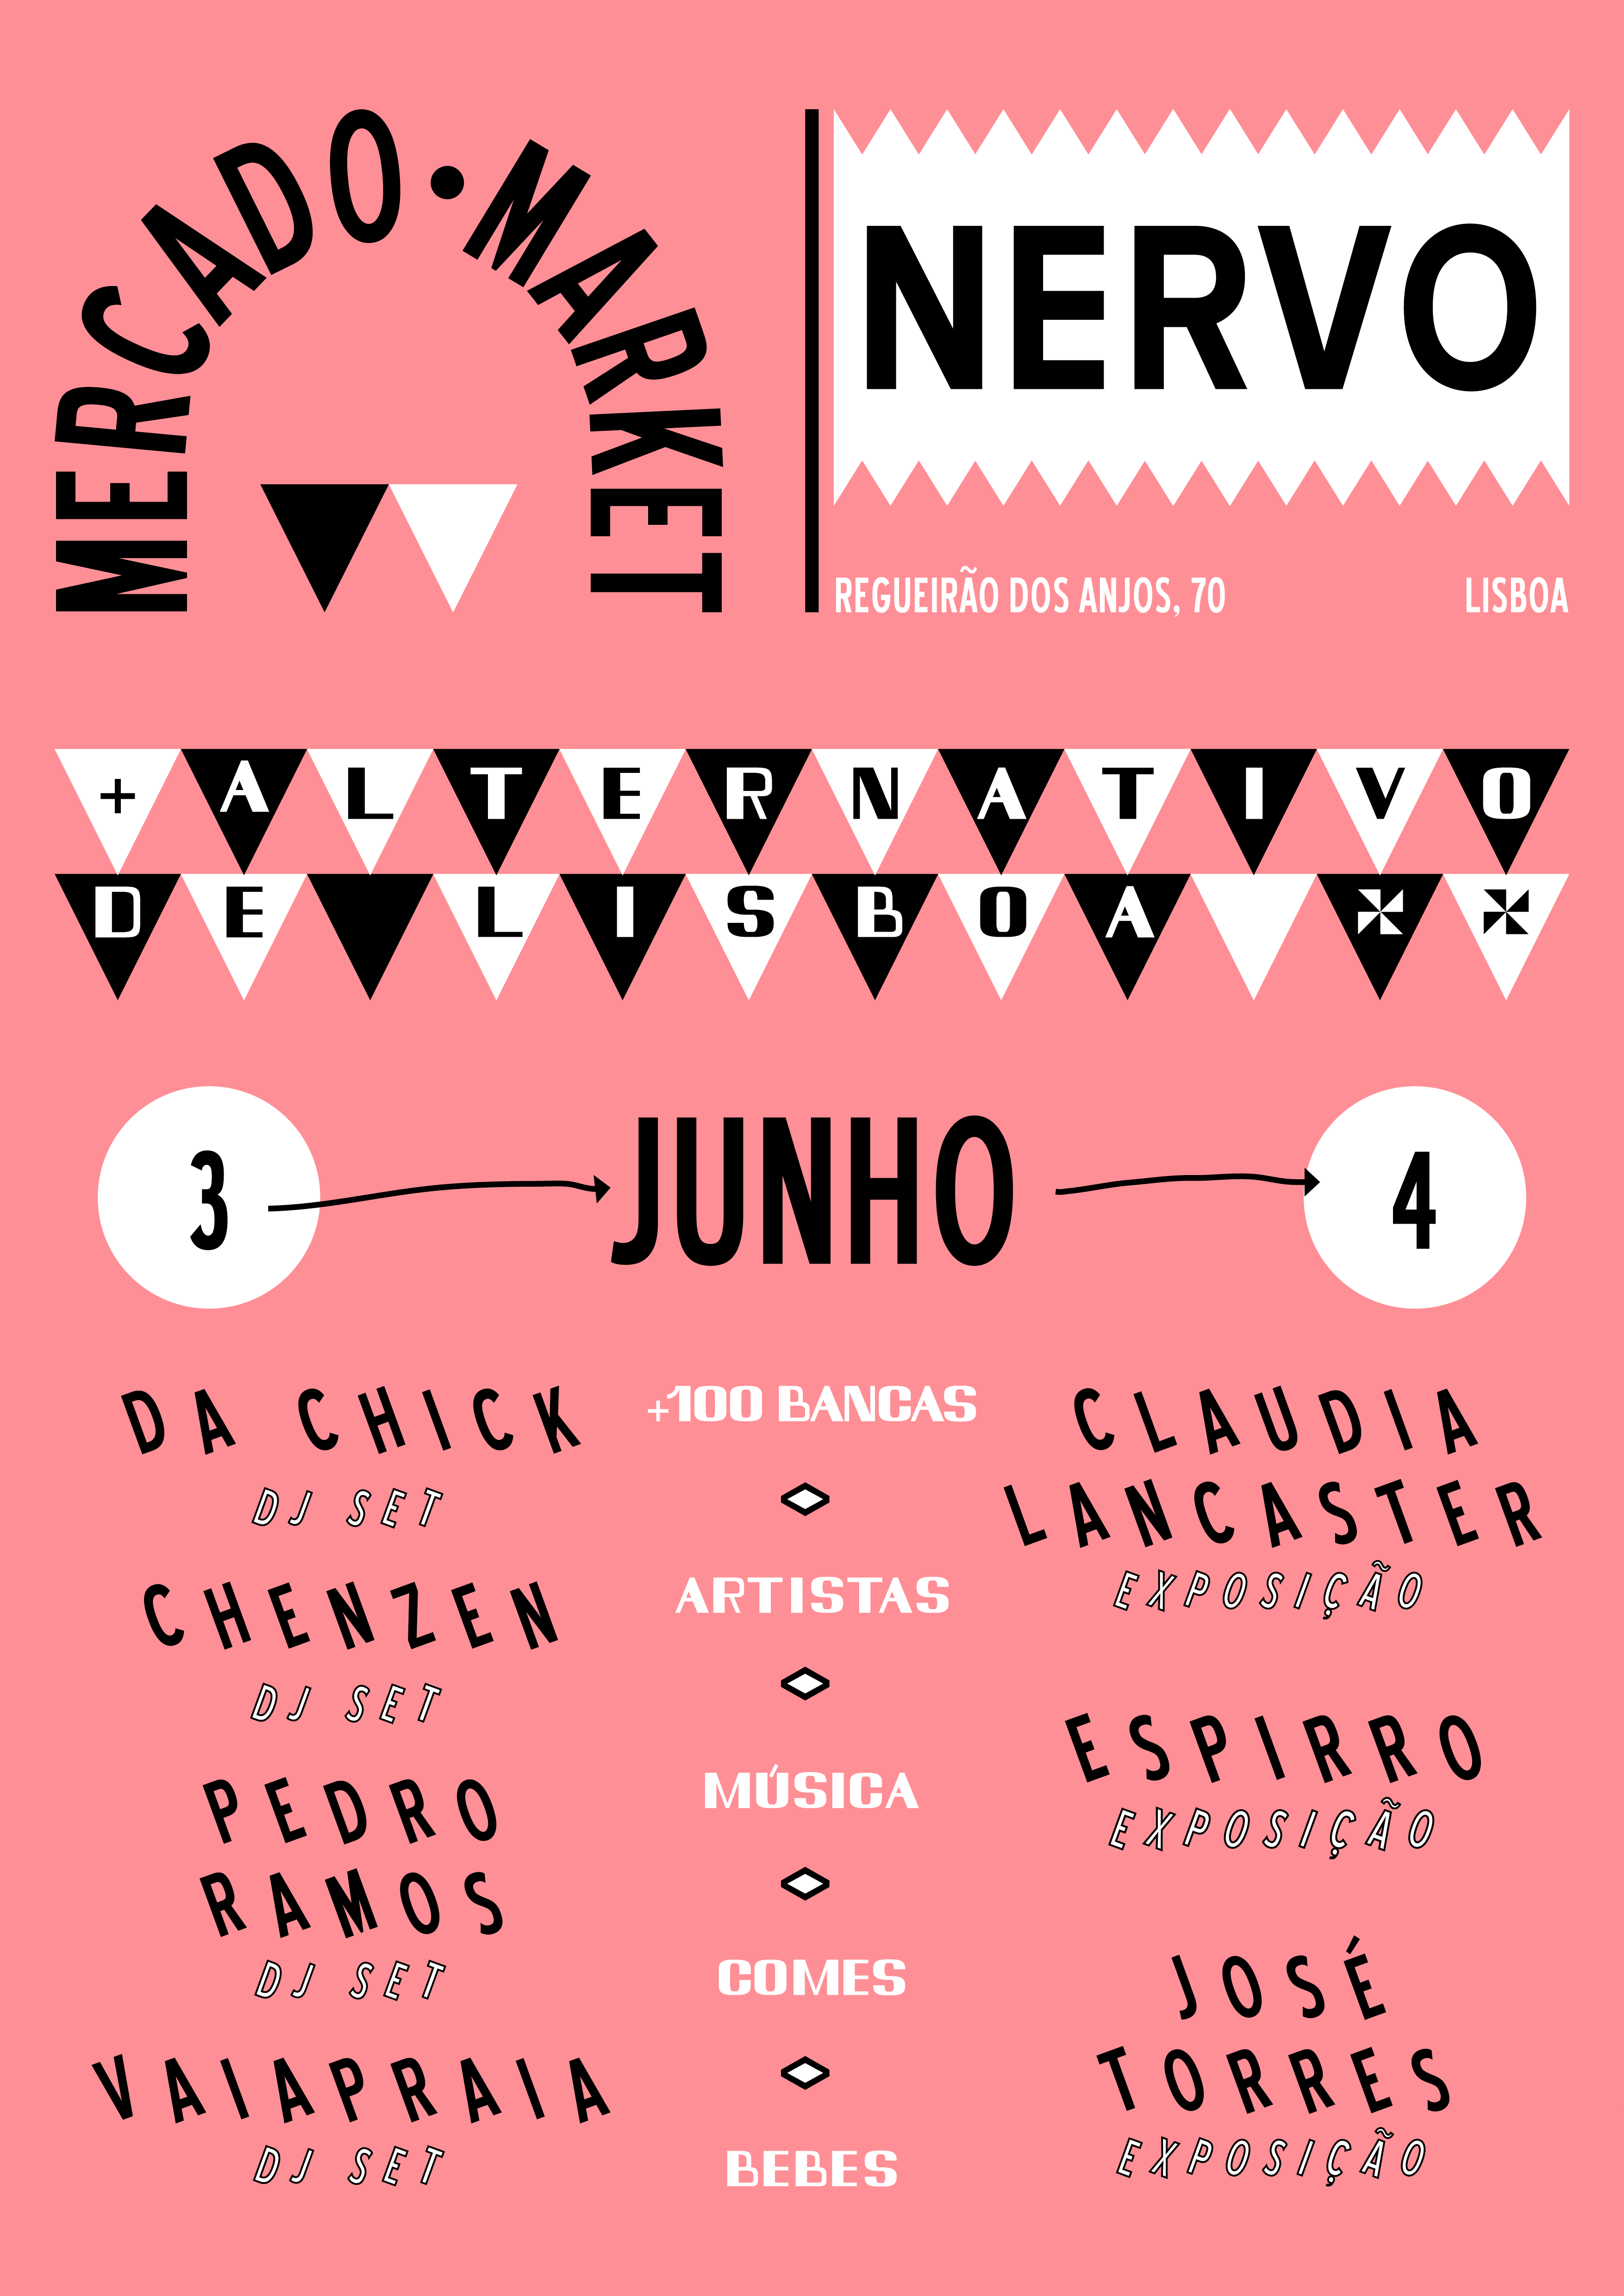 MERCADO • MARKET
NERVO
REGUEIRÃO DOS ANJOS, 70 LISBOA
+ ALTERNATIVO
DE LISBOA
3 JUNHO 4
DA CHICK
DJ SET
CHENZEN
DJ SET
PEDRO
RAMOS
DJ SET
VAIAPRAIA
DJ SET
+100 BANCAS
ARTISTAS
MÚSICA
COMES
BEBES
CLAUDIA
LANCASTER
EXPOSIÇÃO
ESPIRRO
EXPOSIÇÃO
JOSÉ
TORRES
EXPOSIÇÃO